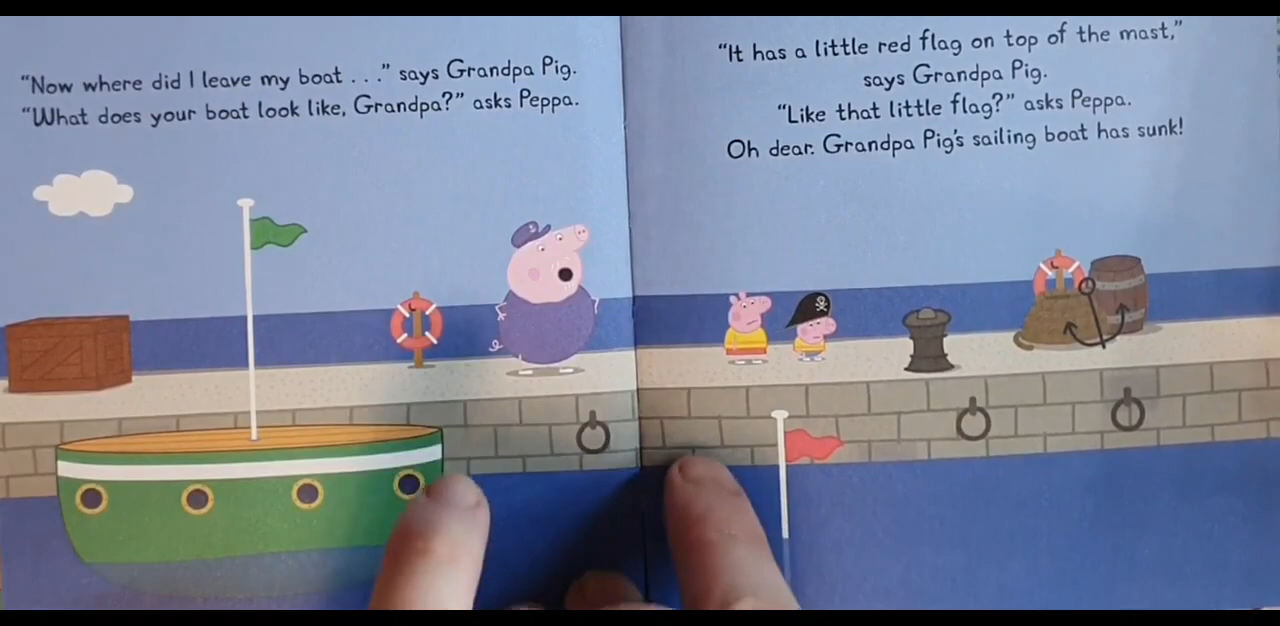 “Now where did I leave my boat . . .” says Grandpa Pig.
“What does your boat look like, Grandpa?” asks Peppa.
“It has a little red flag on top of the mast,”
says Grandpa Pig.
“Like that little flag?” asks Peppa.
Oh dear. Grandpa Pig’s sailing boat has sunk!